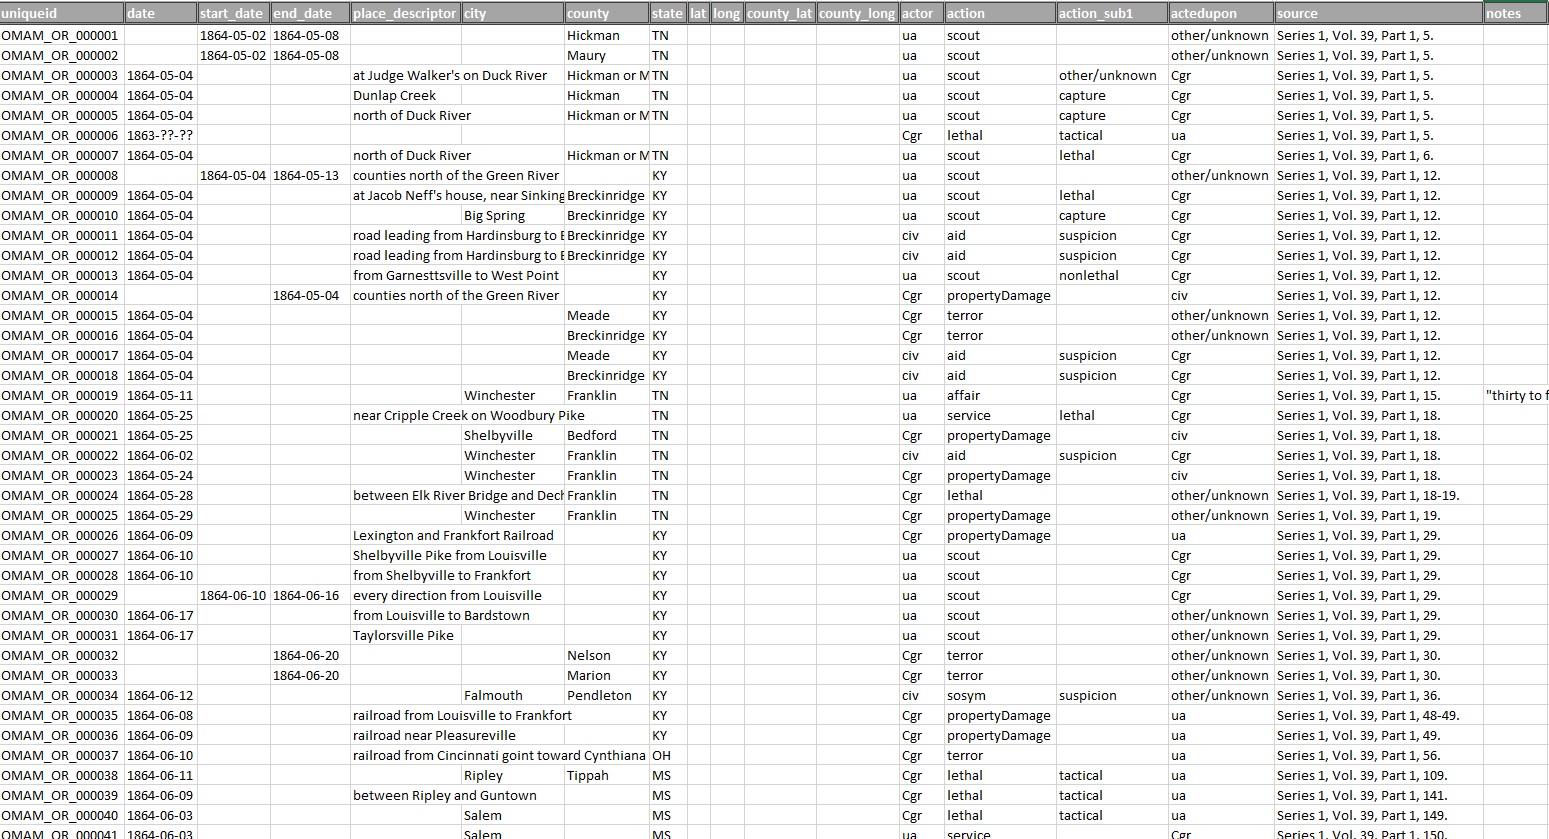 uniqueid date start_date end_date place_descriptor city county state lat long county_lat county_long actor action action_sub1 actedupon source notes
OMAM_OR_000001 1864-05-02 1864-05-08 Hickman TN ua scout other/unknown Series 1, Vol. 39, Part 1, 5.
OMAM_OR_000002 1864-05-02 1864-05-08 Maury TN ua scout other/unknown Series 1, Vol. 39, Part 1, 5.
OMAM_OR_000003 1864-05-04 at Judge Walker's on Duck River Hickman or M TN ua scout other/unknown Cgr Series 1, Vol. 39, Part 1, 5.
OMAM_OR_000004 1864-05-04 Dunlap Creek Hickman TN ua scout capture Cgr Series 1, Vol. 39, Part 1, 5.
OMAM_OR_000005 1864-05-04 north of Duck River Hickman or M TN ua scout capture Cgr Series 1, Vol. 39, Part 1, 5.
OMAM_OR_000006 1863-??-?? Cgr lethal tactical ua Series 1, Vol. 39, Part 1, 5.
OMAM_OR_000007 1864-05-04 north of Duck River Hickman or M TN ua scout lethal Cgr Series 1, Vol. 39, Part 1, 6.
OMAM_OR_000008 1864-05-04 1864-05-13 counties north of the Green River KY ua scout other/unknown Series 1, Vol. 39, Part 1, 12.
OMAM_OR_000009 1864-05-04 at Jacob Neff's house, near Sinking Breckinridge KY ua scout lethal Cgr Series 1, Vol. 39, Part 1, 12.
OMAM_OR_000010 1864-05-04 Big Spring Breckinridge KY ua scout capture Cgr Series 1, Vol. 39, Part 1, 12.
OMAM_OR_000011 1864-05-04 road leading from Hardinsburg to Breckinridge KY civ aid suspicion Cgr Series 1, Vol. 39, Part 1, 12.
OMAM_OR_000012 1864-05-04 road leading from Hardinsburg to Breckinridge KY civ aid suspicion Cgr Series 1, Vol. 39, Part 1, 12.
OMAM_OR_000013 1864-05-04 from Garnesttsville to West Point KY ua scout nonlethal Cgr Series 1, Vol. 39, Part 1, 12.
OMAM_OR_000014 1864-05-04 counties north of the Green River KY Cgr propertyDamage civ Series 1, Vol. 39, Part 1, 12.
OMAM_OR_000015 1864-05-04 Meade KY Cgr terror other/unknown Series 1, Vol. 39, Part 1, 12.
OMAM_OR_000016 1864-05-04 Breckinridge KY Cgr terror other/unknown Series 1, Vol. 39, Part 1, 12.
OMAM_OR_000017 1864-05-04 Meade KY civ aid suspicion Cgr Series 1, Vol. 39, Part 1, 12.
OMAM_OR_000018 1864-05-04 Breckinridge KY civ aid suspicion Cgr Series 1, Vol. 39, Part 1, 12.
OMAM_OR_000019 1864-05-11 Winchester Franklin TN ua affair Cgr Series 1, Vol. 39, Part 1, 15. "thirty to f
OMAM_OR_000020 1864-05-25 near Cripple Creek on Woodbury Pike TN ua service lethal Cgr Series 1, Vol. 39, Part 1, 18.
OMAM_OR_000021 1864-05-25 Shelbyville Bedford TN Cgr propertyDamage civ Series 1, Vol. 39, Part 1, 18.
OMAM_OR_000022 1864-06-02 Winchester Franklin TN civ aid suspicion Cgr Series 1, Vol. 39, Part 1, 18.
OMAM_OR_000023 1864-05-24 Winchester Franklin TN Cgr propertyDamage civ Series 1, Vol. 39, Part 1, 18.
OMAM_OR_000024 1864-05-28 between Elk River Bridge and Dech Franklin TN Cgr lethal other/unknown Series 1, Vol. 39, Part 1, 18-19.
OMAM_OR_000025 1864-05-29 Winchester Franklin TN Cgr propertyDamage other/unknown Series 1, Vol. 39, Part 1, 19.
OMAM_OR_000026 1864-06-09 Lexington and Frankfort Railroad KY Cgr propertyDamage ua Series 1, Vol. 39, Part 1, 29.
OMAM_OR_000027 1864-06-10 Shelbyville Pike from Louisville KY ua scout Cgr Series 1, Vol. 39, Part 1, 29.
OMAM_OR_000028 1864-06-10 from Shelbyville to Frankfort KY ua scout Cgr Series 1, Vol. 39, Part 1, 29.
OMAM_OR_000029 1864-06-10 1864-06-16 every direction from Louisville KY ua scout Cgr Series 1, Vol. 39, Part 1, 29.
OMAM_OR_000030 1864-06-17 from Louisville to Bardstown KY ua scout other/unknown Series 1, Vol. 39, Part 1, 29.
OMAM_OR_000031 1864-06-17 Taylorsville Pike KY ua scout other/unknown Series 1, Vol. 39, Part 1, 29.
OMAM_OR_000032 1864-06-20 Nelson KY Cgr terror other/unknown Series 1, Vol. 39, Part 1, 30.
OMAM_OR_000033 1864-06-20 Marion KY Cgr terror other/unknown Series 1, Vol. 39, Part 1, 30.
OMAM_OR_000034 1864-06-12 Falmouth Pendleton KY civ sosym suspicion other/unknown Series 1, Vol. 39, Part 1, 36.
OMAM_OR_000035 1864-06-08 railroad from Louisville to Frankfort KY Cgr propertyDamage ua Series 1, Vol. 39, Part 1, 48-49.
OMAM_OR_000036 1864-06-09 railroad near Pleasureville KY Cgr propertyDamage ua Series 1, Vol. 39, Part 1, 49.
OMAM_OR_000037 1864-06-10 railroad from Cincinnati goint toward Cynthiana OH Cgr terror ua Series 1, Vol. 39, Part 1, 56.
OMAM_OR_000038 1864-06-11 Ripley Tippah MS Cgr lethal tactical ua Series 1, Vol. 39, Part 1, 109.
OMAM_OR_000039 1864-06-09 between Ripley and Guntown MS Cgr lethal tactical ua Series 1, Vol. 39, Part 1, 141.
OMAM_OR_000040 1864-06-03 Salem MS Cgr lethal tactical ua Series 1, Vol. 39, Part 1, 149.
OMAM_OR_000041 1864-06-03 Salem MS ua service Cgr Series 1, Vol. 39, Part 1, 150.